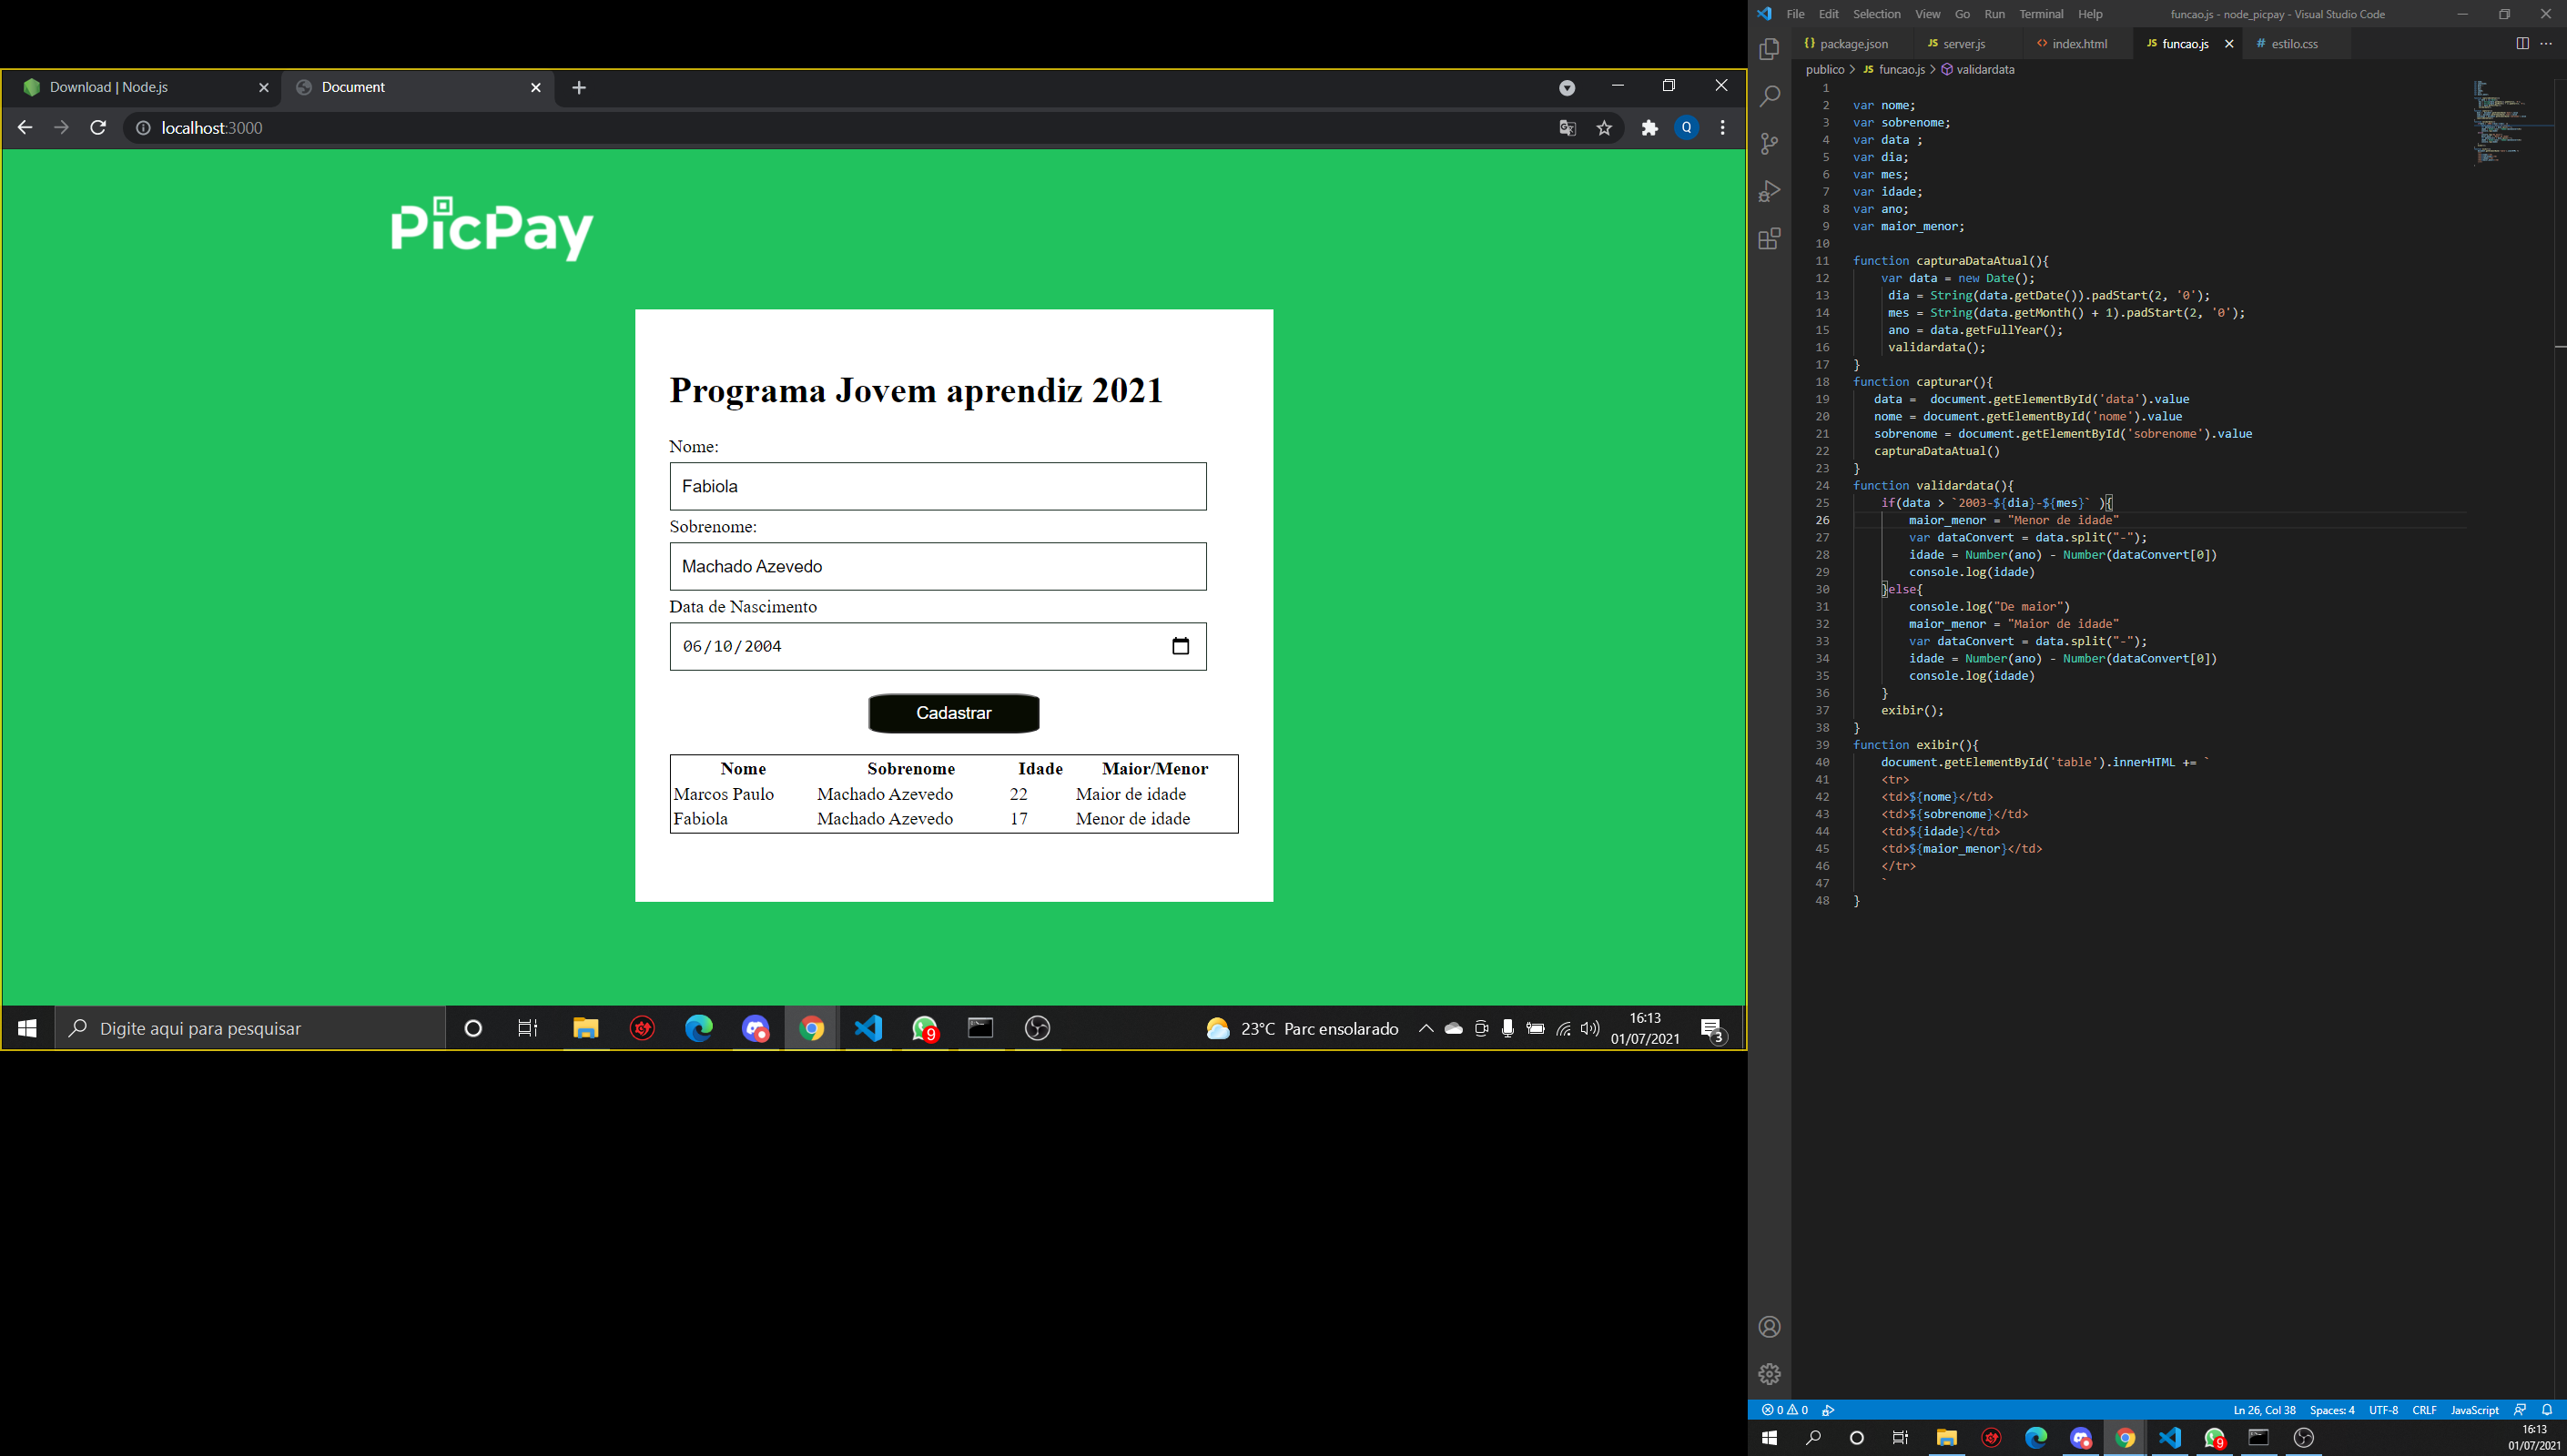 Download | Node.js
Document
localhost:3000
Q
PicPay
Programa Jovem aprendiz 2021
Nome:
Fabiola
Sobrenome:
Machado Azevedo
Data de Nascimento
06/10/2004
Cadastrar
Nome Sobrenome Idade Maior/Menor
Marcos Paulo Machado Azevedo 22 Maior de idade
Fabiola Machado Azevedo 17 Menor de idade
Digite aqui para pesquisar
9
23°C Parc ensolarado
16:13
01/07/2021
3
File Edit Selection View Go Run Terminal Help
funcao.js - node_picpay - Visual Studio Code
{} package.json
JS server.js
<> index.html
JS funcao.js
# estilo.css
publico > JS funcao.js > validardata
1
2 var nome;
3 var sobrenome;
4 var data ;
5 var dia;
6 var mes;
7 var idade;
8 var ano;
9 var maior_menor;
10
11 function capturaDataAtual(){
12 var data = new Date();
13 dia = String(data.getDate()).padStart(2, '0');
14 mes = String(data.getMonth() + 1).padStart(2, '0');
15 ano = data.getFullYear();
16 validardata();
17 }
18 function capturar(){
19 data = document.getElementById('data').value
20 nome = document.getElementById('nome').value
21 sobrenome = document.getElementById('sobrenome').value
22 capturaDataAtual()
23 }
24 function validardata(){
25 if(data > `2003-${dia}-${mes}` ){
26 maior_menor = "Menor de idade"
27 var dataConvert = data.split("-");
28 idade = Number(ano) - Number(dataConvert[0])
29 console.log(idade)
30 }else{
31 console.log("De maior")
32 maior_menor = "Maior de idade"
33 var dataConvert = data.split("-");
34 idade = Number(ano) - Number(dataConvert[0])
35 console.log(idade)
36 }
37 exibir();
38 }
39 function exibir(){
40 document.getElementById('table').innerHTML += `
41 <tr>
42 <td>${nome}</td>
43 <td>${sobrenome}</td>
44 <td>${idade}</td>
45 <td>${maior_menor}</td>
46 </tr>
47 `
48 }
0 0
Ln 26, Col 38 Spaces: 4 UTF-8 CRLF JavaScript
9
16:13
01/07/2021